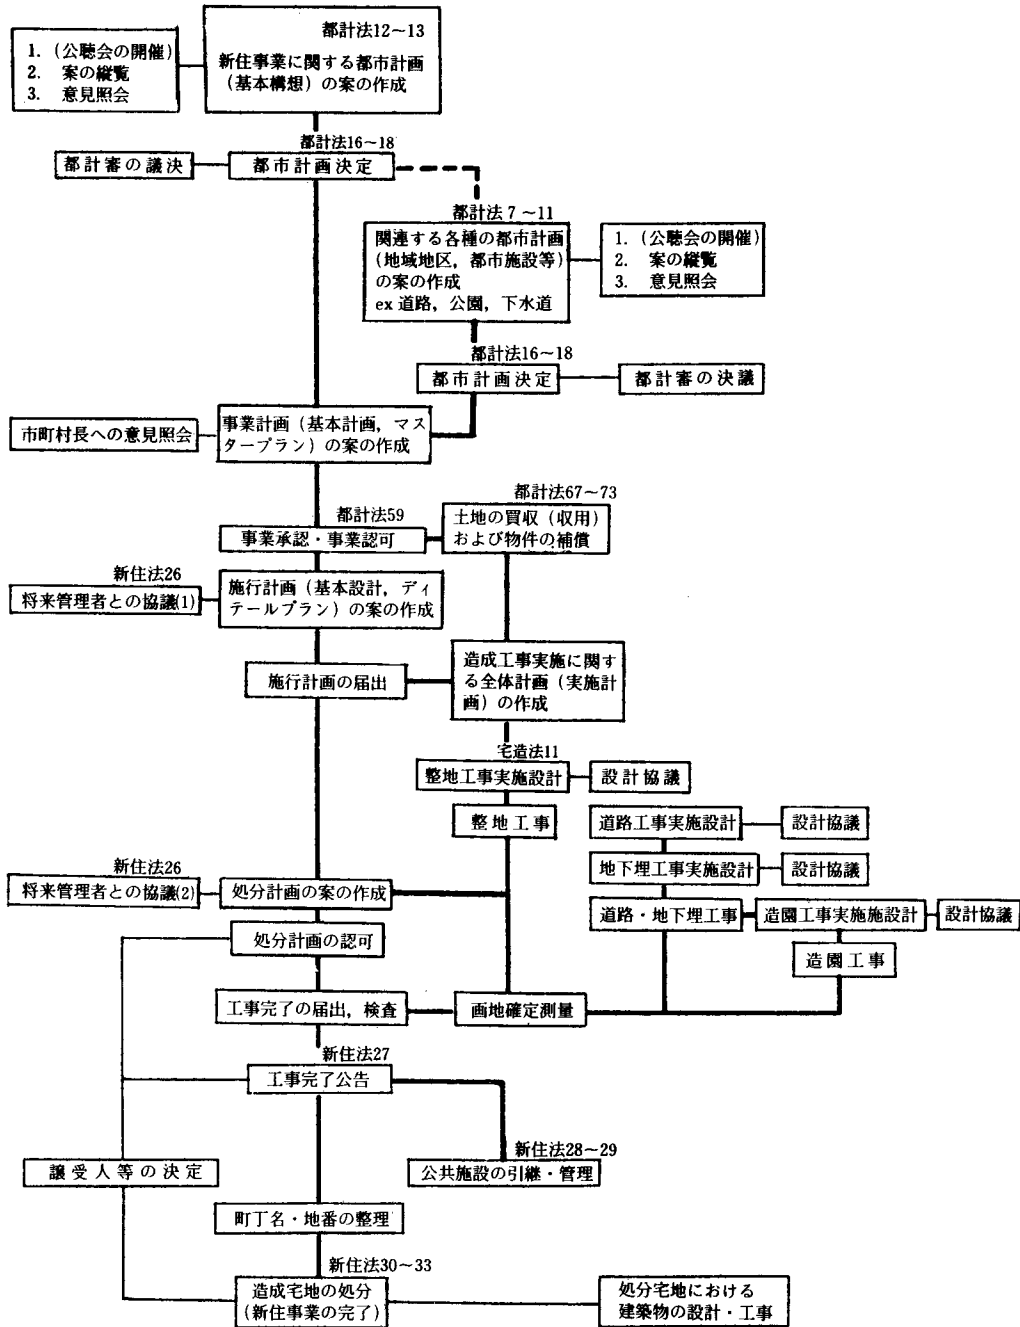 都計法12～13
1. (公聴会の開催)
2. 案の縦覧
3. 意見照会
新住事業に関する都市計画
(基本構想) の案の作成
都計法16～18
都計審の議決
都市計画決定
都計法7～11
関連する各種の都市計画
(地域地区, 都市施設等)
の案の作成
ex 道路, 公園, 下水道
1. (公聴会の開催)
2. 案の縦覧
3. 意見照会
都計法16～18
都市計画決定
都計審の決議
市町村長への意見照会
事業計画 (基本計画, マス
タープラン) の案の作成
都計法67～73
都計法59
土地の買収 (収用)
および物件の補償
事業承認・事業認可
新住法26
将来管理者との協議(1)
施行計画 (基本設計, ディ
テールプラン) の案の作成
施行計画の届出
造成工事実施に関す
る全体計画 (実施計
画) の作成
宅造法11
整地工事実施設計
設計協議
整地工事
道路工事実施設計
設計協議
地下埋工事実施設計
設計協議
新住法26
将来管理者との協議(2)
処分計画の案の作成
道路・地下埋工事
造園工事実施施設計
設計協議
処分計画の認可
造園工事
工事完了の届出, 検査
画地確定測量
新住法27
工事完了公告
新住法28～29
譲受人等の決定
公共施設の引継・管理
町丁名・地番の整理
新住法30～33
造成宅地の処分
(新住事業の完了)
処分宅地における
建築物の設計・工事